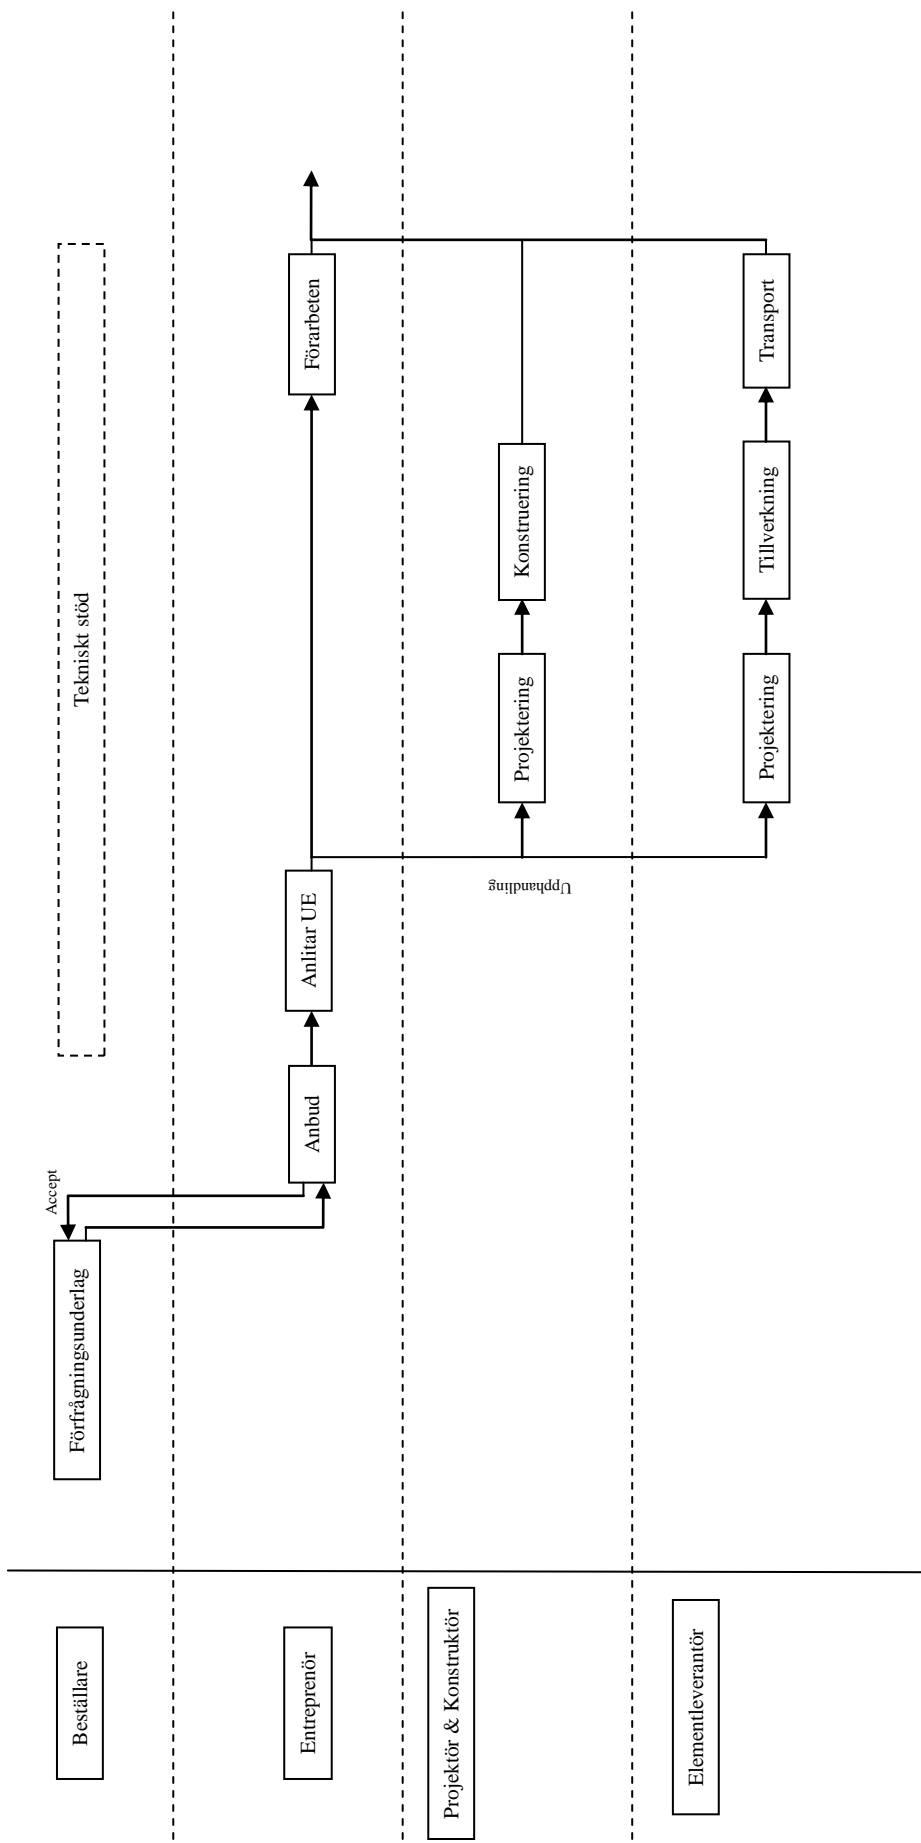 Beställare
Förfrågningsunderlag
Accept
Tekniskt stöd
Entreprenör
Anbud
Anlitar UE
Förarbeten
Upphandling
Projektör & Konstruktör
Projektering
Konstruering
Elementleverantör
Projektering
Tillverkning
Transport